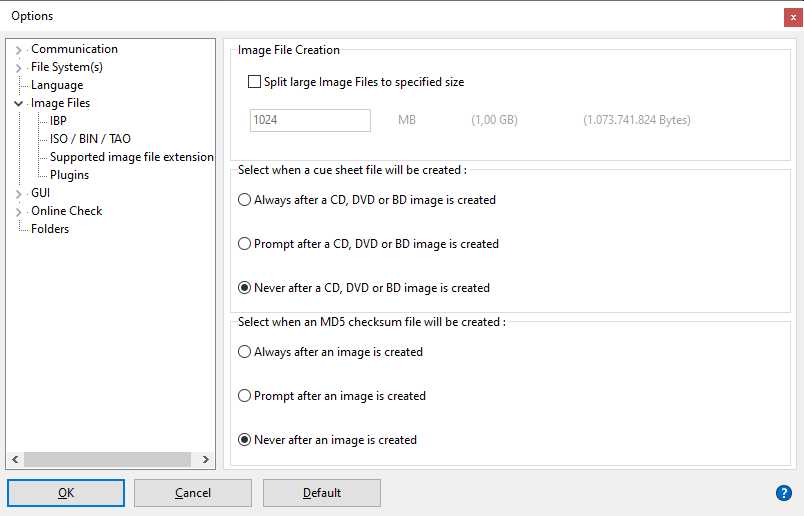 Options
Communication
File System(s)
Language
Image Files
IBP
ISO / BIN / TAO
Supported image file extension
Plugins
GUI
Online Check
Folders
Image File Creation
Split large Image Files to specified size
1024 MB (1,00 GB) (1.073.741.824 Bytes)
Select when a cue sheet file will be created :
Always after a CD, DVD or BD image is created
Prompt after a CD, DVD or BD image is created
Never after a CD, DVD or BD image is created
Select when an MD5 checksum file will be created :
Always after an image is created
Prompt after an image is created
Never after an image is created
OK Cancel Default ?